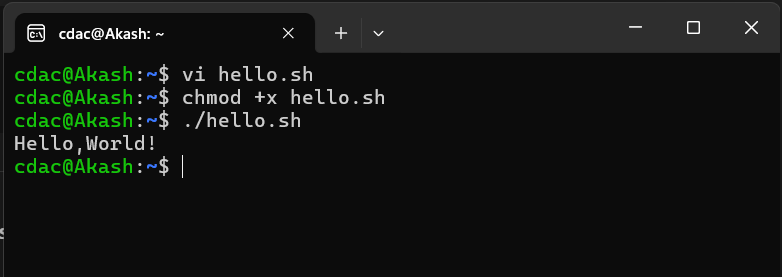 cdac@Akash: ~
cdac@Akash:~$ vi hello.sh
cdac@Akash:~$ chmod +x hello.sh
cdac@Akash:~$ ./hello.sh
Hello,World!
cdac@Akash:~$